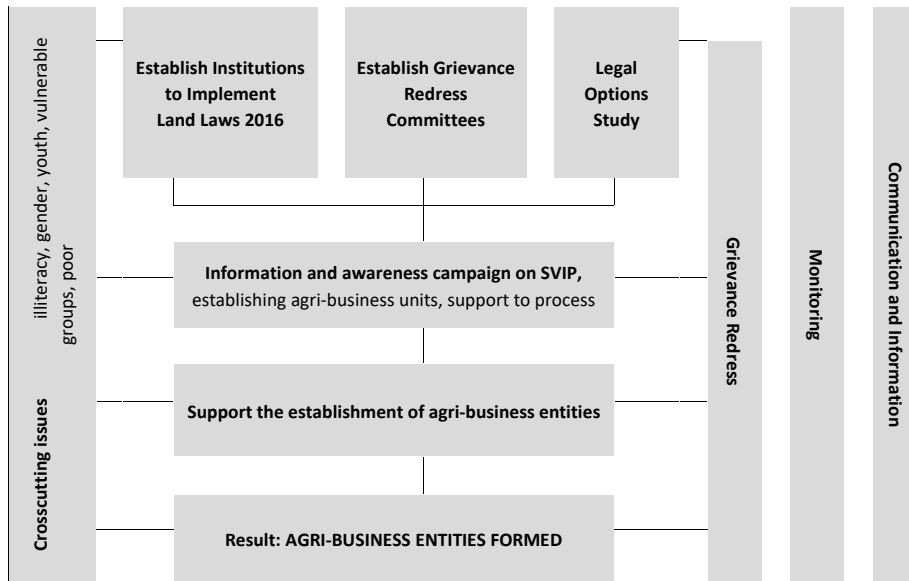 Establish Institutions
to Implement
Land Laws 2016
Establish Grievance
Redress
Committees
Legal
Options
Study
Information and awareness campaign on SVIP,
establishing agri-business units, support to process
Support the establishment of agri-business entities
Result: AGRI-BUSINESS ENTITIES FORMED
Crosscutting issues
illiteracy, gender, youth, vulnerable
groups, poor
Grievance Redress
Monitoring
Communication and Information